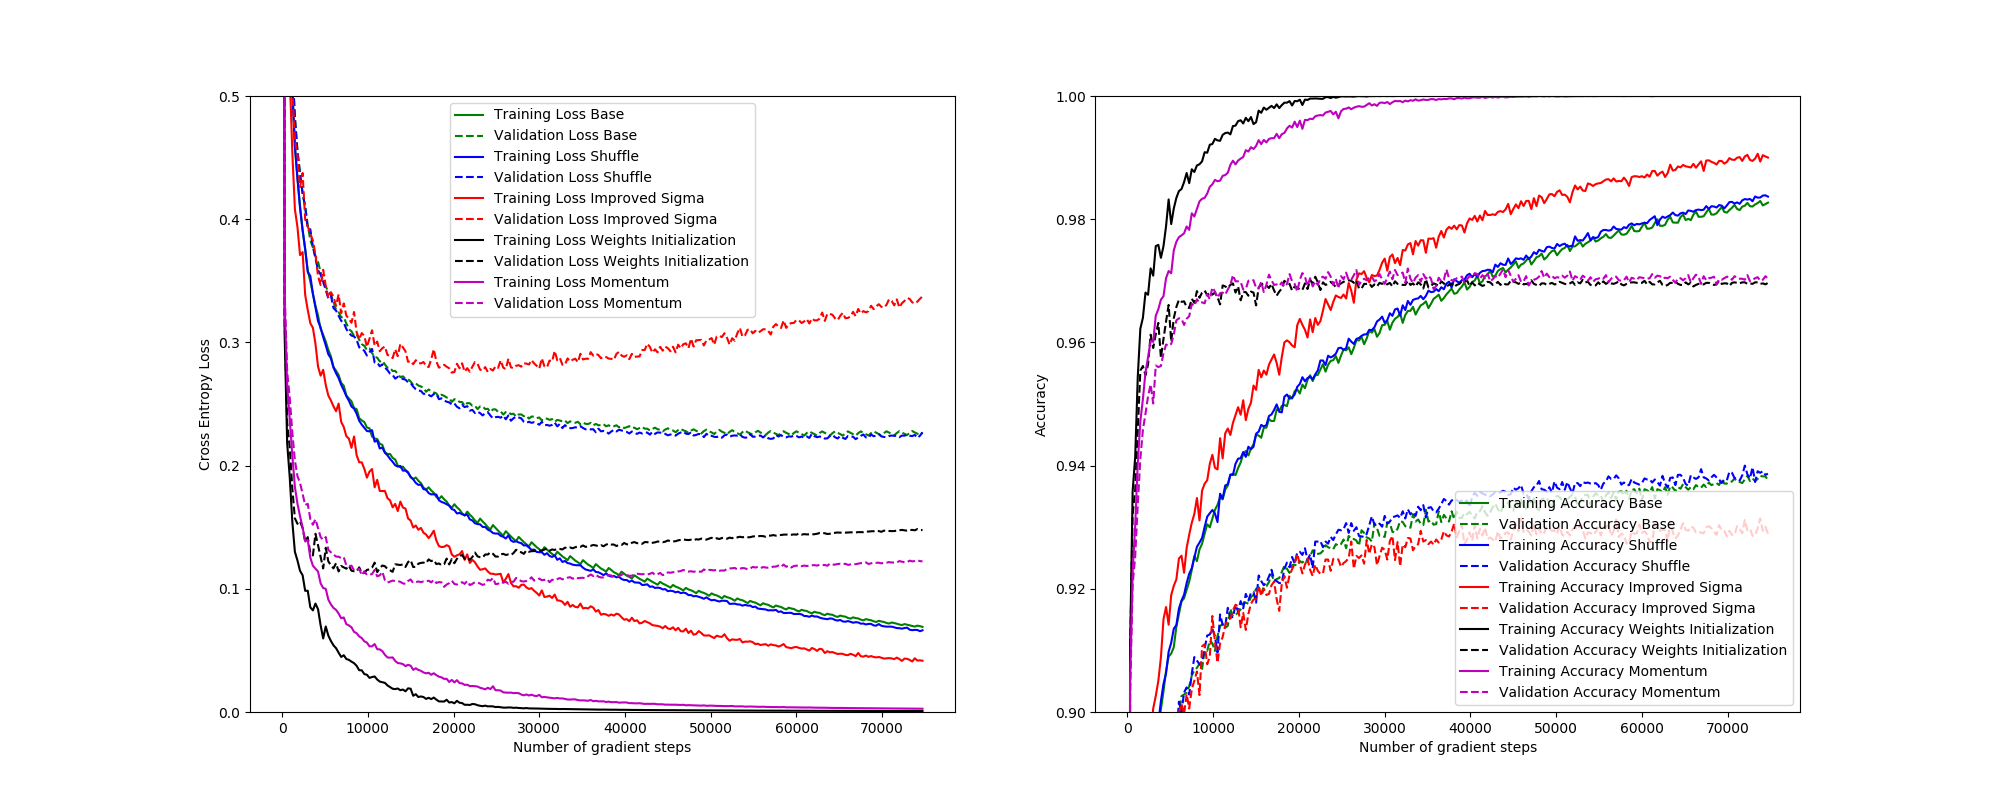 0.5
0.4
0.3
0.2
0.1
0.0
Cross Entropy Loss
Training Loss Base
Validation Loss Base
Training Loss Shuffle
Validation Loss Shuffle
Training Loss Improved Sigma
Validation Loss Improved Sigma
Training Loss Weights Initialization
Validation Loss Weights Initialization
Training Loss Momentum
Validation Loss Momentum
0 10000 20000 30000 40000 50000 60000 70000
Number of gradient steps
1.00
0.98
0.96
0.94
0.92
0.90
Accuracy
Training Accuracy Base
Validation Accuracy Base
Training Accuracy Shuffle
Validation Accuracy Shuffle
Training Accuracy Improved Sigma
Validation Accuracy Improved Sigma
Training Accuracy Weights Initialization
Validation Accuracy Weights Initialization
Training Accuracy Momentum
Validation Accuracy Momentum
0 10000 20000 30000 40000 50000 60000 70000
Number of gradient steps